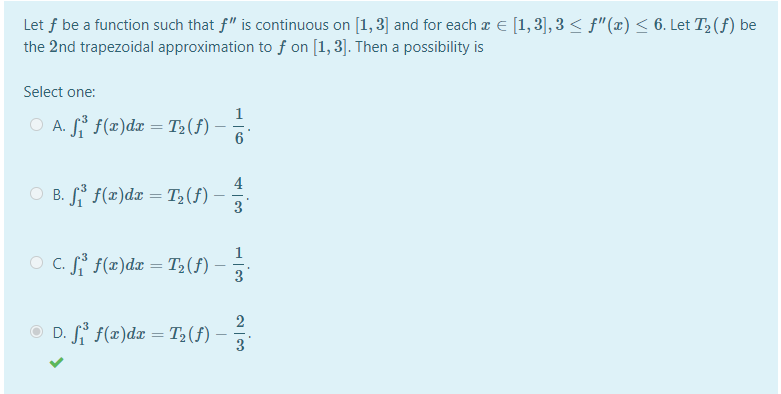 Let f be a function such that f″ is continuous on [1, 3] and for each x ∈ [1, 3], 3 ≤ f″(x) ≤ 6. Let T₂(f) be
the 2nd trapezoidal approximation to f on [1, 3]. Then a possibility is
Select one:
A. ∫₁³ f(x)dx = T₂(f) − 1/6.
B. ∫₁³ f(x)dx = T₂(f) − 4/3.
C. ∫₁³ f(x)dx = T₂(f) − 1/3.
D. ∫₁³ f(x)dx = T₂(f) − 2/3.